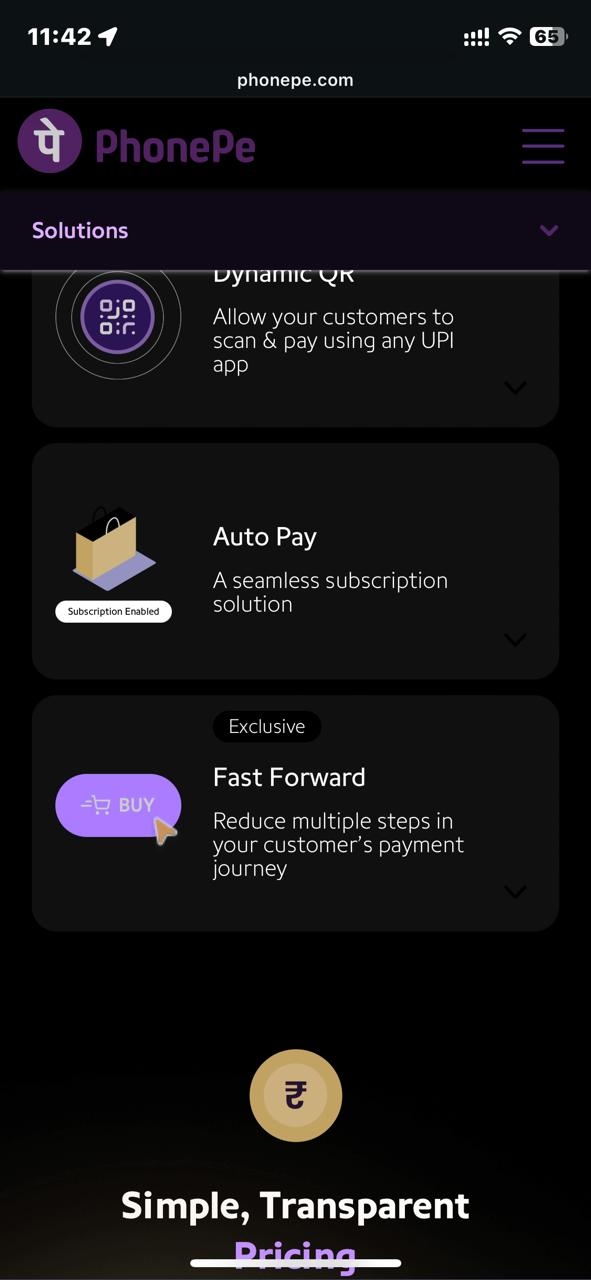 11:42
65
phonepe.com
पे PhonePe
Solutions
Dynamic QR
Allow your customers to
scan & pay using any UPI
app
Auto Pay
A seamless subscription
solution
Subscription Enabled
Exclusive
Fast Forward
BUY
Reduce multiple steps in
your customer’s payment
journey
₹
Simple, Transparent
Pricing